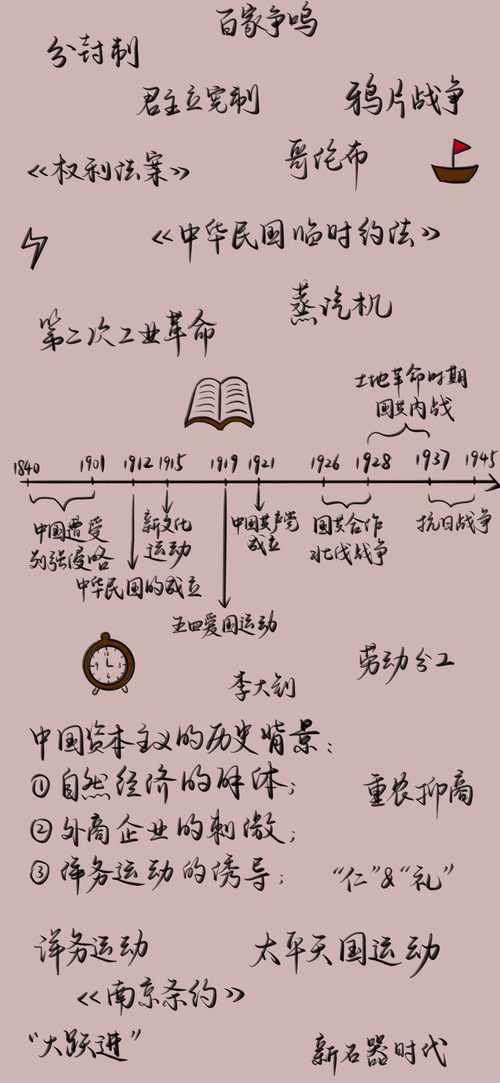 百家争鸣
分封制
君主立宪制
鸦片战争
《权利法案》
哥伦布
《中华民国临时约法》
蒸汽机
第二次工业革命
土地革命时期
国共内战
1840 1901 1912 1915 1919 1921 1926 1928 1937 1945
中国遭受
列强侵略
中华民国的成立
新文化
运动
五四爱国运动
中国共产党
成立
国共合作
北伐战争
抗日战争
李大钊
劳动分工
中国资本主义的历史背景：
①自然经济的解体；
重农抑商
②外商企业的刺激；
③洋务运动的诱导；
“仁”&“礼”
洋务运动
太平天国运动
《南京条约》
“大跃进”
新石器时代